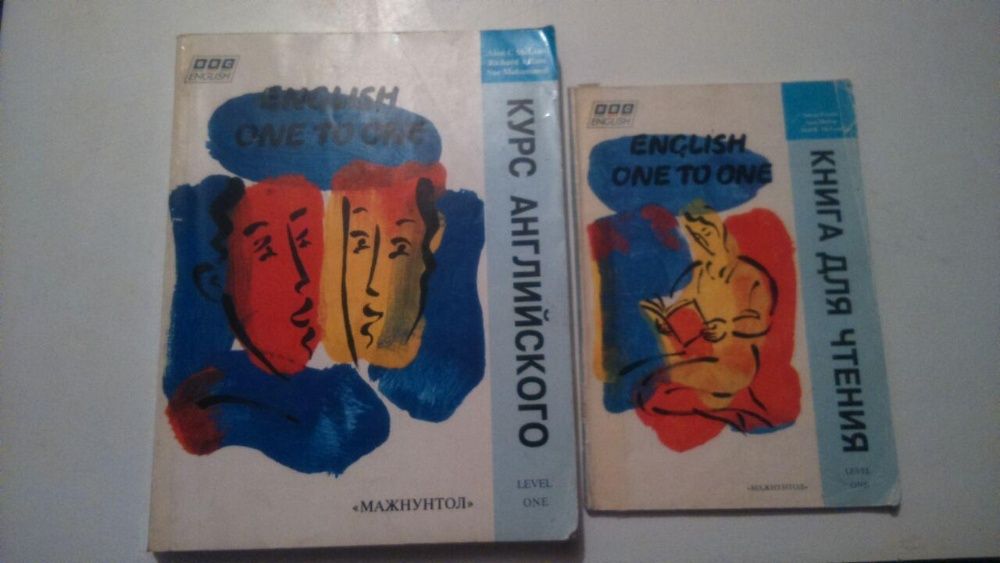 BBC
ENGLISH
ENGLISH
ONE TO ONE
КУРС АНГЛИЙСКОГО
LEVEL
ONE
«МАЖНУНТОЛ»
BBC
ENGLISH
ENGLISH
ONE TO ONE
КНИГА ДЛЯ ЧТЕНИЯ
LEVEL
ONE
«МАЖНУНТОЛ»